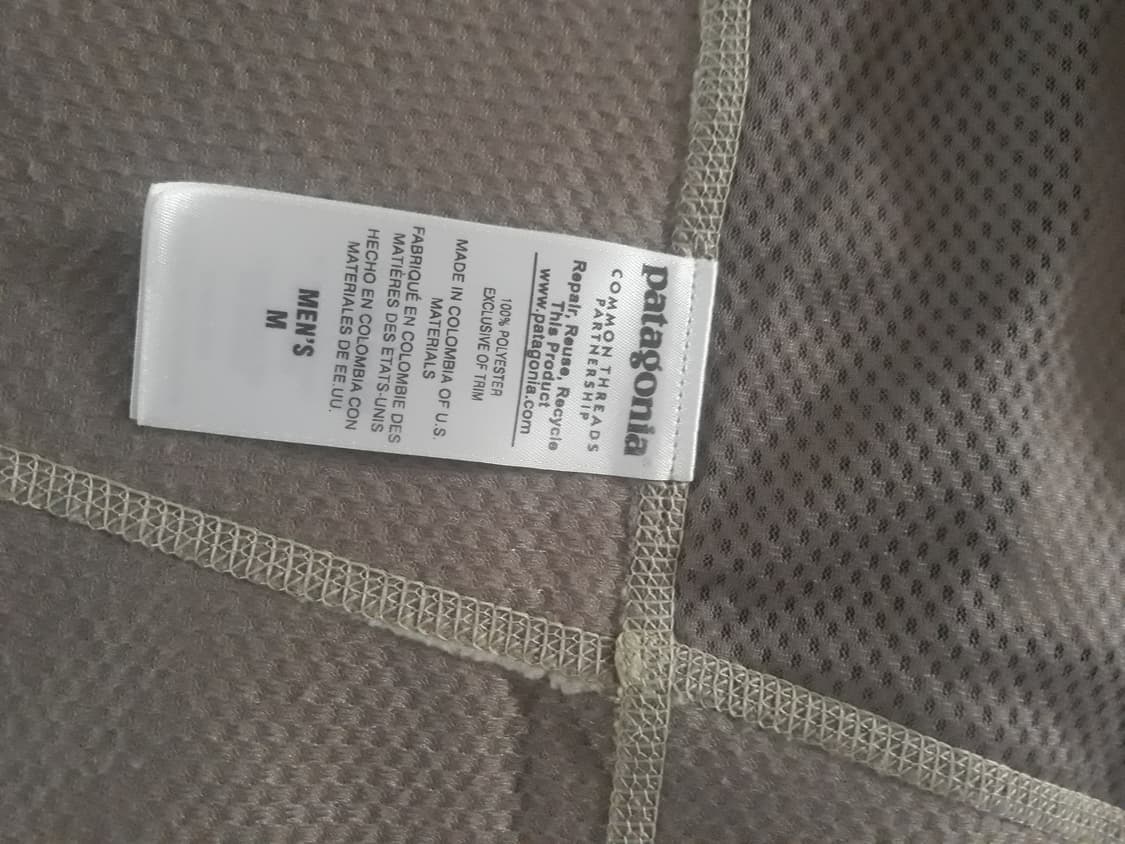 patagonia
COMMON THREADS
PARTNERSHIP
Repair, Reuse, Recycle
This Product
www.patagonia.com
100% POLYESTER
EXCLUSIVE OF TRIM
MADE IN COLOMBIA OF U.S.
MATERIALS
FABRIQUÉ EN COLOMBIE DES
MATIÈRES DES ETATS-UNIS
HECHO EN COLOMBIA CON
MATERIALES DE EE.UU.
MEN'S
M